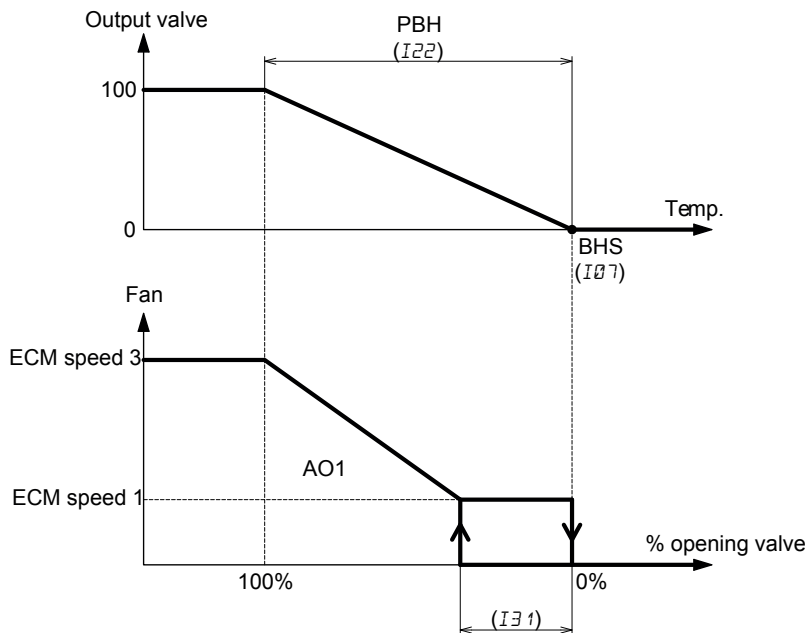 Output valve
PBH
(I22)
100
Temp.
0
BHS
(I07)
Fan
ECM speed 3
AO1
ECM speed 1
% opening valve
100%
0%
(I31)